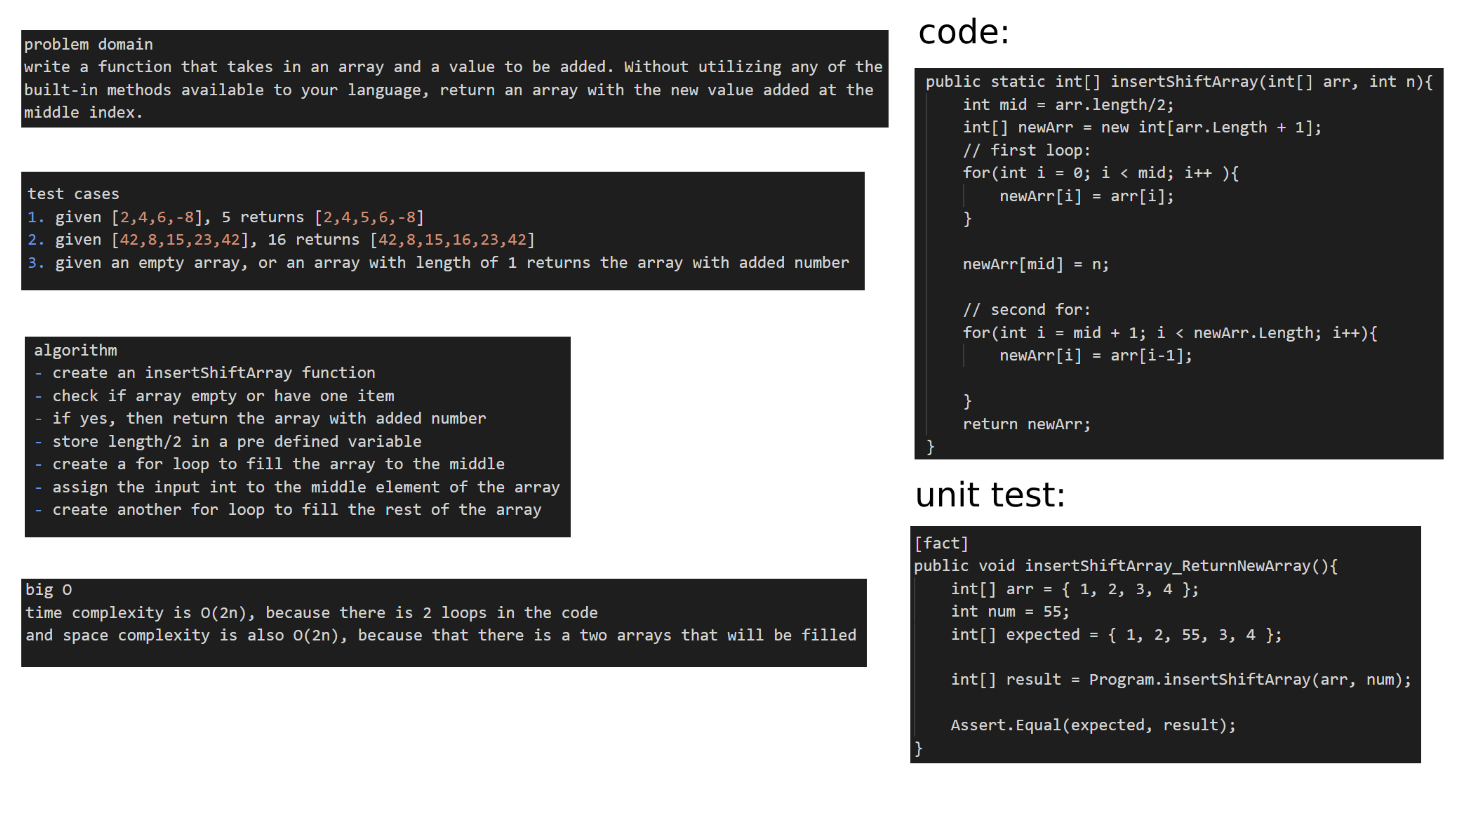 problem domain
write a function that takes in an array and a value to be added. Without utilizing any of the
built-in methods available to your language, return an array with the new value added at the
middle index.
test cases
1. given [2,4,6,-8], 5 returns [2,4,5,6,-8]
2. given [42,8,15,23,42], 16 returns [42,8,15,16,23,42]
3. given an empty array, or an array with length of 1 returns the array with added number
algorithm
- create an insertShiftArray function
- check if array empty or have one item
- if yes, then return the array with added number
- store length/2 in a pre defined variable
- create a for loop to fill the array to the middle
- assign the input int to the middle element of the array
- create another for loop to fill the rest of the array
big O
time complexity is O(2n), because there is 2 loops in the code
and space complexity is also O(2n), because that there is a two arrays that will be filled
code:
public static int[] insertShiftArray(int[] arr, int n){
int mid = arr.length/2;
int[] newArr = new int[arr.Length + 1];
// first loop:
for(int i = 0; i < mid; i++ ){
newArr[i] = arr[i];
}
newArr[mid] = n;
// second for:
for(int i = mid + 1; i < newArr.Length; i++){
newArr[i] = arr[i-1];
}
return newArr;
}
unit test:
[fact]
public void insertShiftArray_ReturnNewArray(){
int[] arr = { 1, 2, 3, 4 };
int num = 55;
int[] expected = { 1, 2, 55, 3, 4 };
int[] result = Program.insertShiftArray(arr, num);
Assert.Equal(expected, result);
}